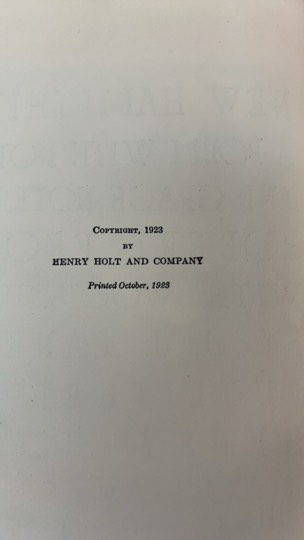 COPYRIGHT, 1923
BY
HENRY HOLT AND COMPANY
Printed October, 1923